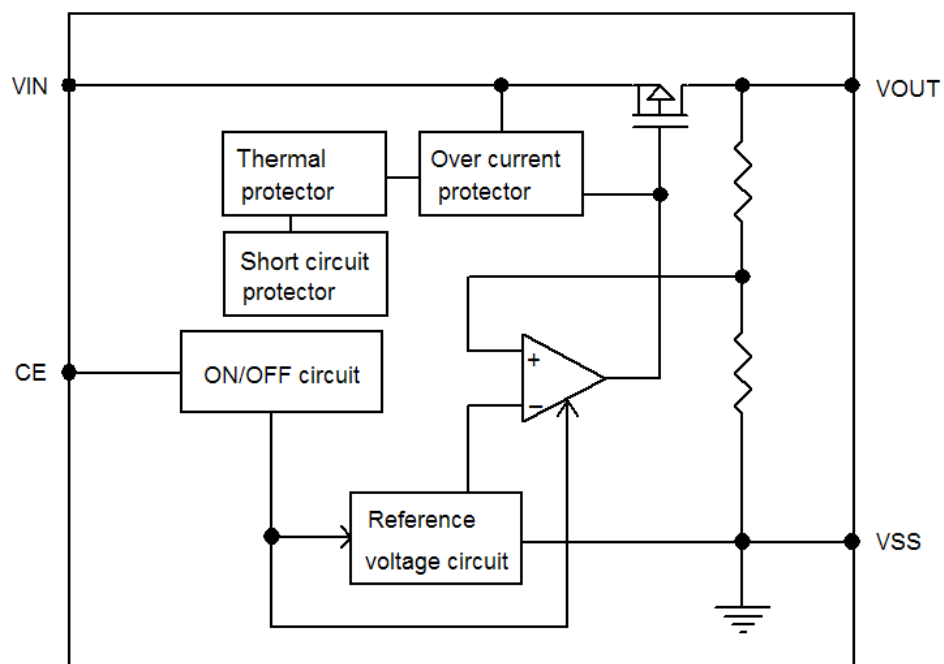 VIN
VOUT
Thermal
protector
Over current
protector
Short circuit
protector
CE
ON/OFF circuit
+
−
Reference
voltage circuit
VSS